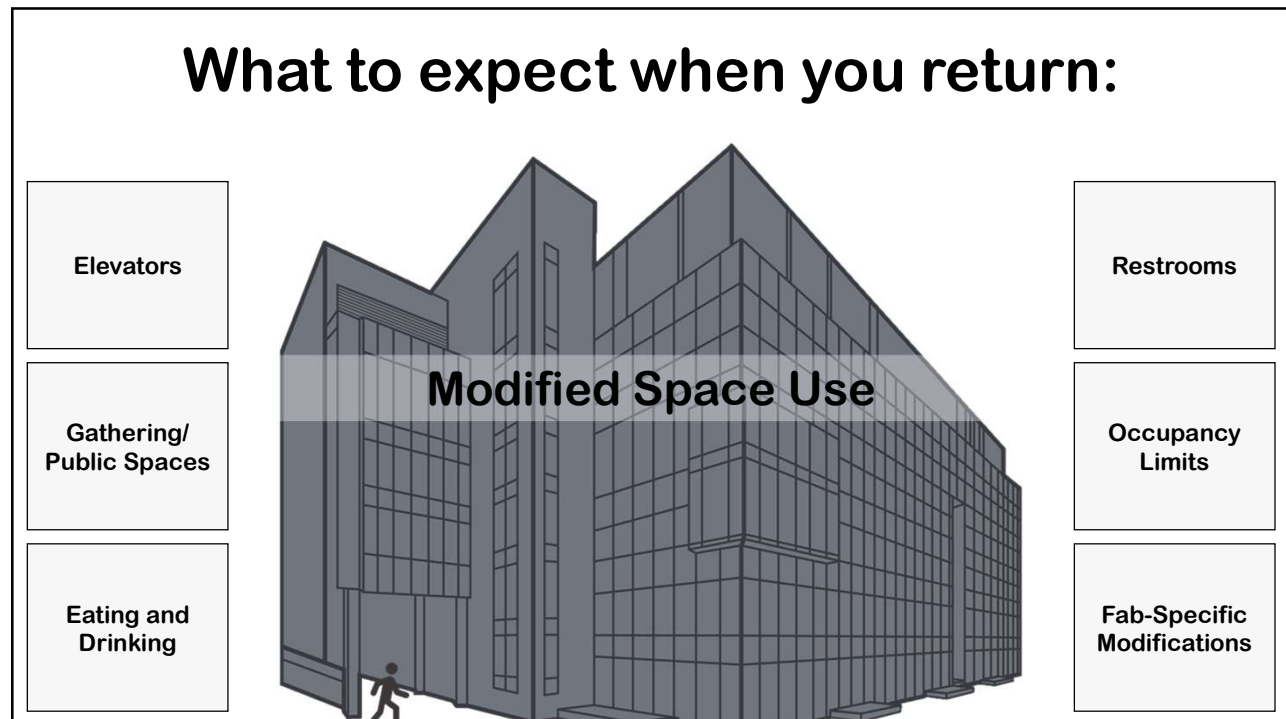 What to expect when you return:
Elevators
Gathering/
Public Spaces
Eating and
Drinking
Modified Space Use
Restrooms
Occupancy
Limits
Fab-Specific
Modifications